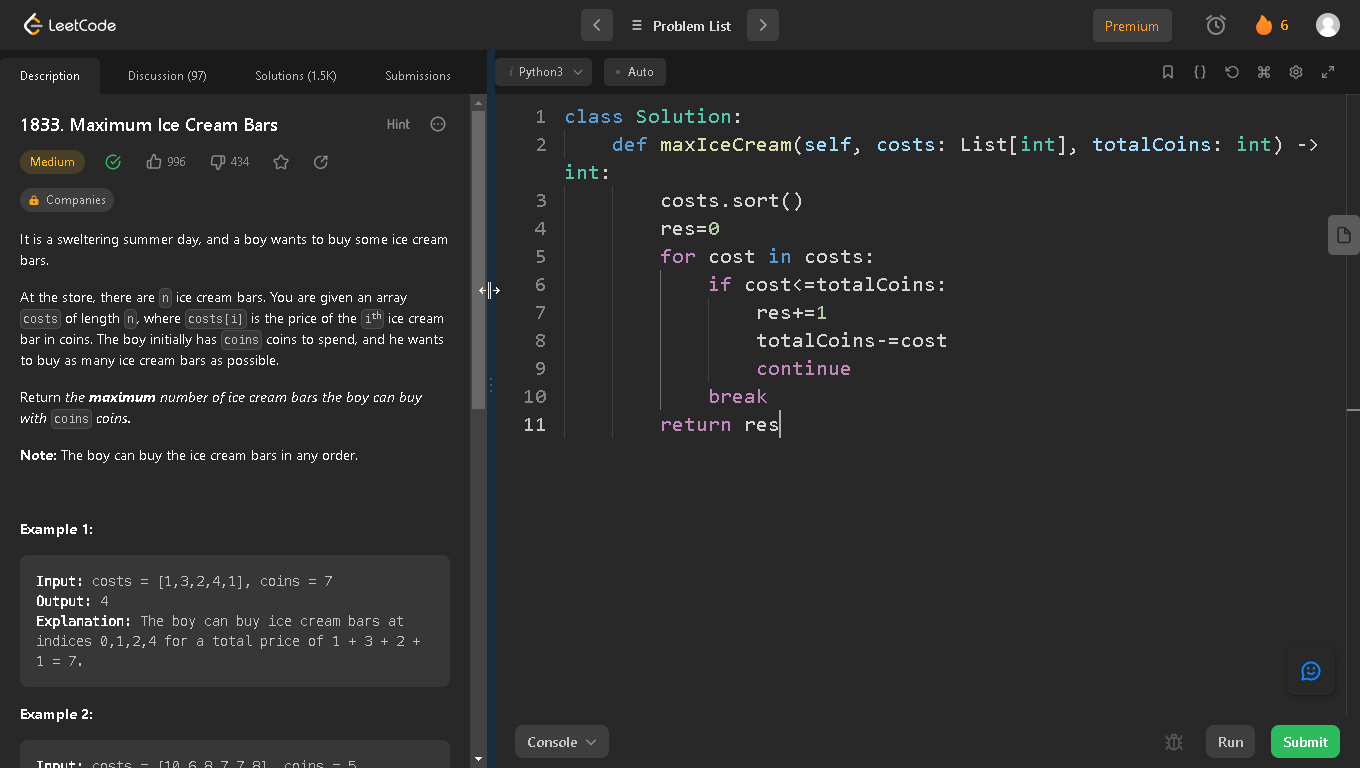 LeetCode
Problem List
Premium
6
Description
Discussion (97)
Solutions (1.5K)
Submissions
1833. Maximum Ice Cream Bars
Hint
Medium
996
434
Companies
It is a sweltering summer day, and a boy wants to buy some ice cream
bars.
At the store, there are n ice cream bars. You are given an array
costs of length n, where costs[i] is the price of the ith ice cream
bar in coins. The boy initially has coins coins to spend, and he wants
to buy as many ice cream bars as possible.
Return the maximum number of ice cream bars the boy can buy
with coins coins.
Note: The boy can buy the ice cream bars in any order.
Example 1:
Input: costs = [1,3,2,4,1], coins = 7
Output: 4
Explanation: The boy can buy ice cream bars at
indices 0,1,2,4 for a total price of 1 + 3 + 2 +
1 = 7.
Example 2:
Input: costs = [10,6,8,7,7,8], coins = 5
i Python3
Auto
1 class Solution:
2 def maxIceCream(self, costs: List[int], totalCoins: int) ->
int:
3 costs.sort()
4 res=0
5 for cost in costs:
6 if cost<=totalCoins:
7 res+=1
8 totalCoins-=cost
9 continue
10 break
11 return res
Console
Run
Submit